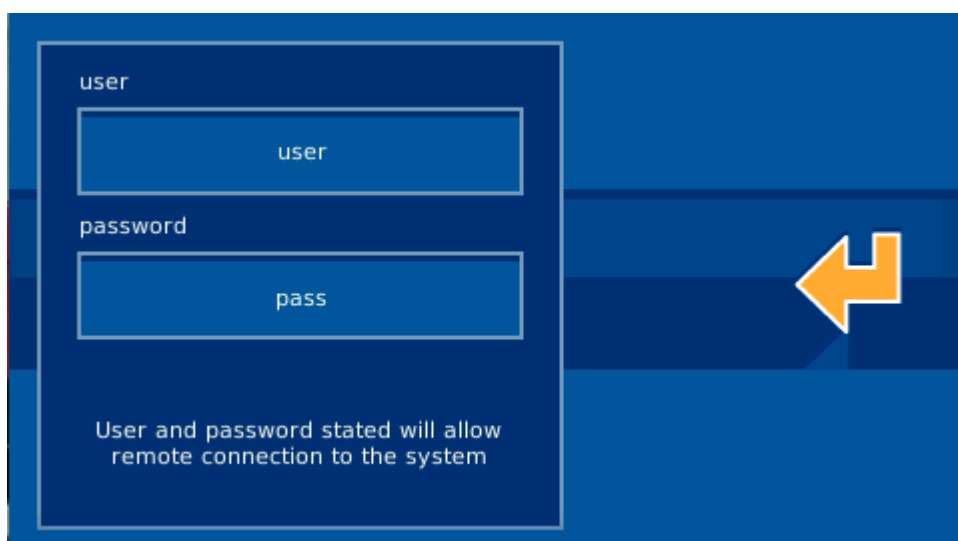 user
user
password
pass
User and password stated will allow
remote connection to the system